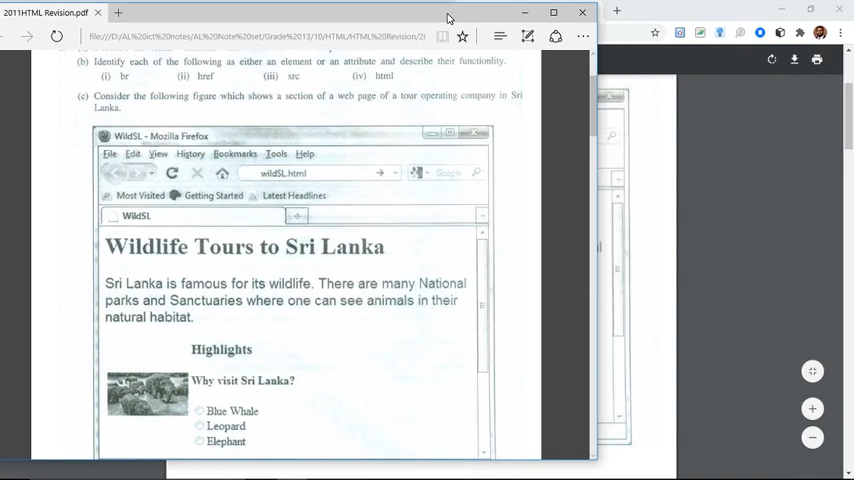 2011HTML Revision.pdf
file:///D:/AL%20ict%20notes/AL%20Note%20set/Grade%2013/10/HTML/HTML%20Revision/2(
(b) Identify each of the following as either an element or an attribute and describe their functionlity.
(i) br (ii) href (iii) src (iv) html
(c) Consider the following figure which shows a section of a web page of a tour operating company in Sri
Lanka.
WildSL - Mozilla Firefox
File Edit View History Bookmarks Tools Help
wildSL.html
Google
Most Visited Getting Started Latest Headlines
WildSL
Wildlife Tours to Sri Lanka
Sri Lanka is famous for its wildlife. There are many National
parks and Sanctuaries where one can see animals in their
natural habitat.
Highlights
Why visit Sri Lanka?
Blue Whale
Leopard
Elephant